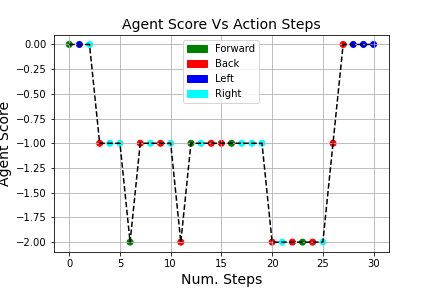 Agent Score Vs Action Steps
0.00
−0.25
−0.50
−0.75
−1.00
−1.25
−1.50
−1.75
−2.00
Agent Score
Forward
Back
Left
Right
0 5 10 15 20 25 30
Num. Steps